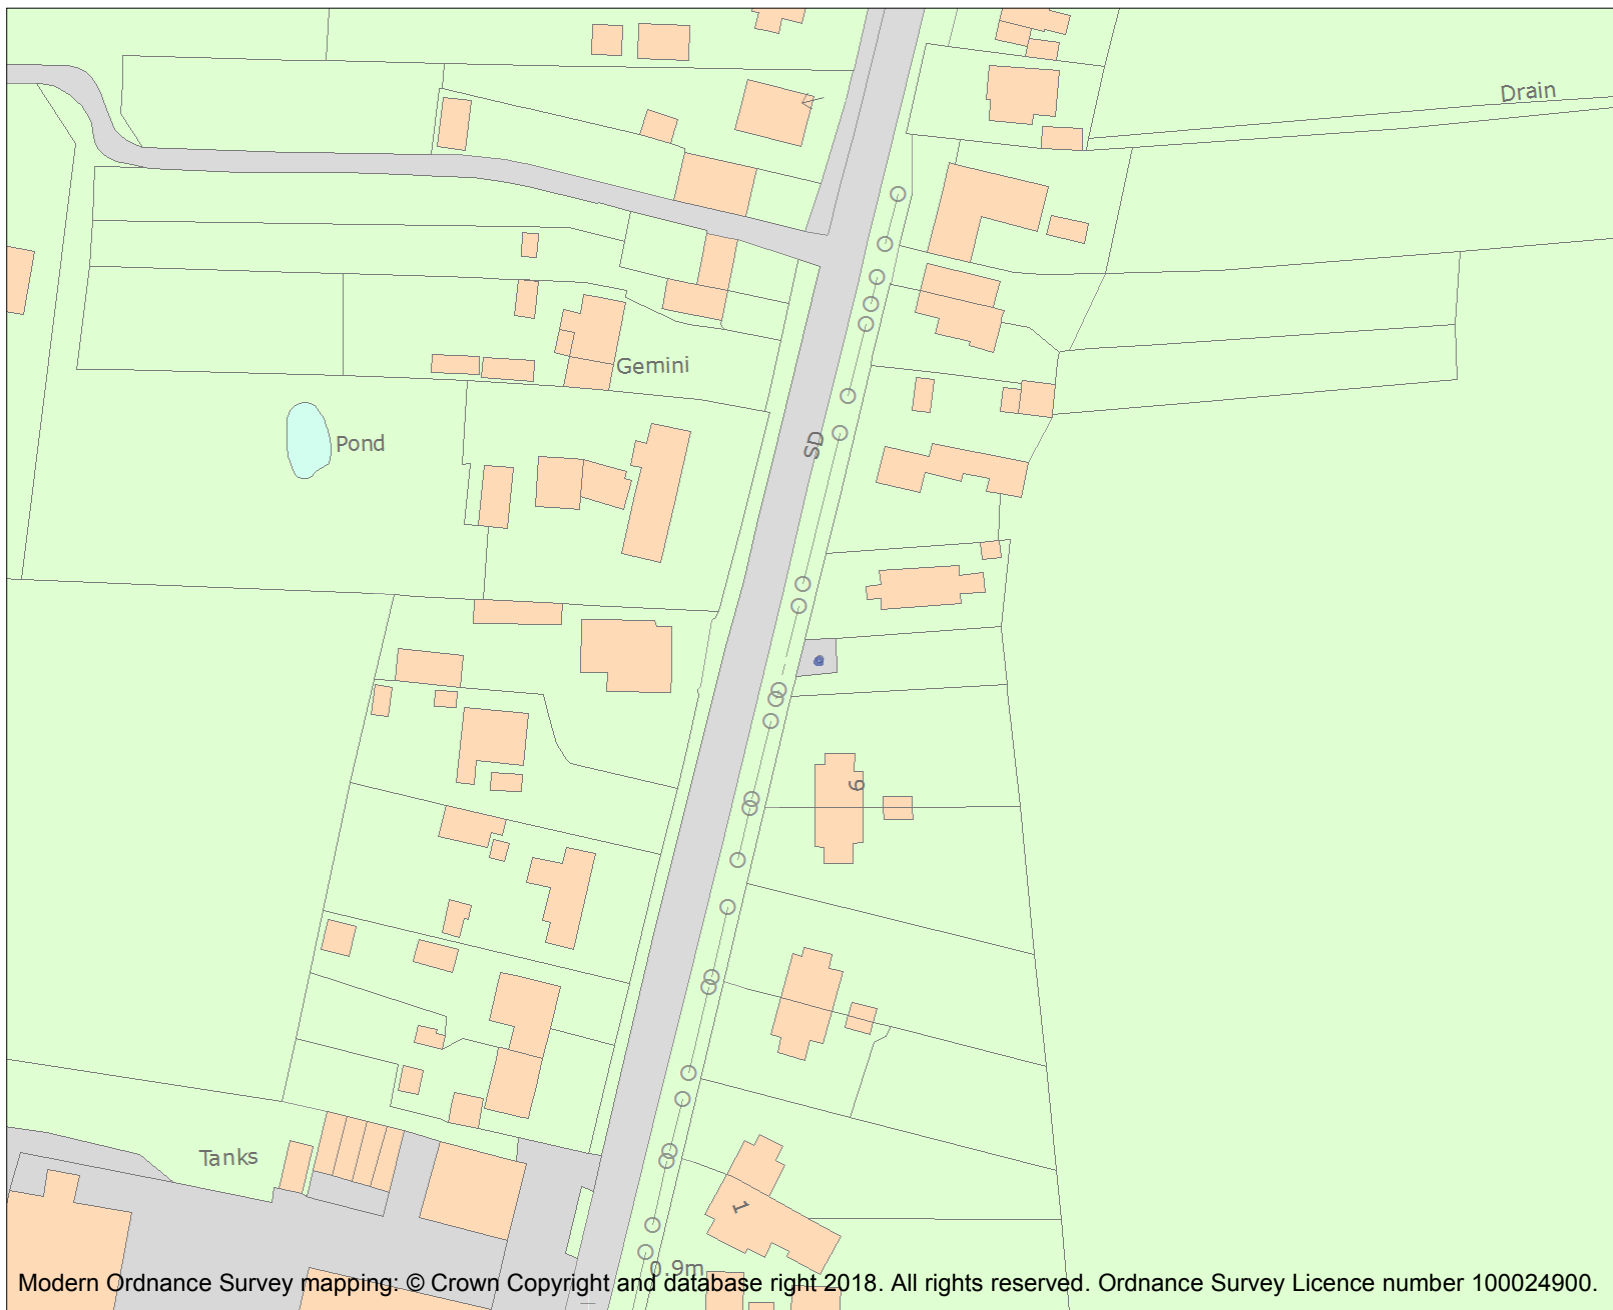 Drain
Gemini
Pond
SD
6
Tanks
1
0.9m
Modern Ordnance Survey mapping: © Crown Copyright and database right 2018. All rights reserved. Ordnance Survey Licence number 100024900.